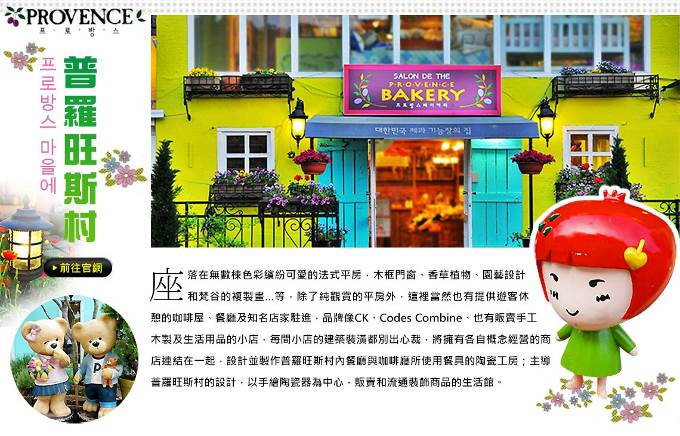 PROVENCE
프·로·방·스
普羅旺斯村
프로방스 마을에
▶前往官網
SALON DE THE
PROVENCE
BAKERY
프로방스베이커리
대한민국 제과 기능장의 집
座落在無數棟色彩繽紛可愛的法式平房，木框門窗、香草植物、園藝設計
和梵谷的複製畫...等，除了純觀賞的平房外，這裡當然也有提供遊客休
憩的咖啡屋、餐廳及知名店家駐進，品牌像CK、Codes Combine、也有販賣手工
木製及生活用品的小店，每間小店的建築裝潢都別出心裁，將擁有各自概念經營的商
店連結在一起，設計並製作普羅旺斯村內餐廳與咖啡廳所使用餐具的陶瓷工房；主導
普羅旺斯村的設計，以手繪陶瓷器為中心，販賣和流通裝飾商品的生活館。